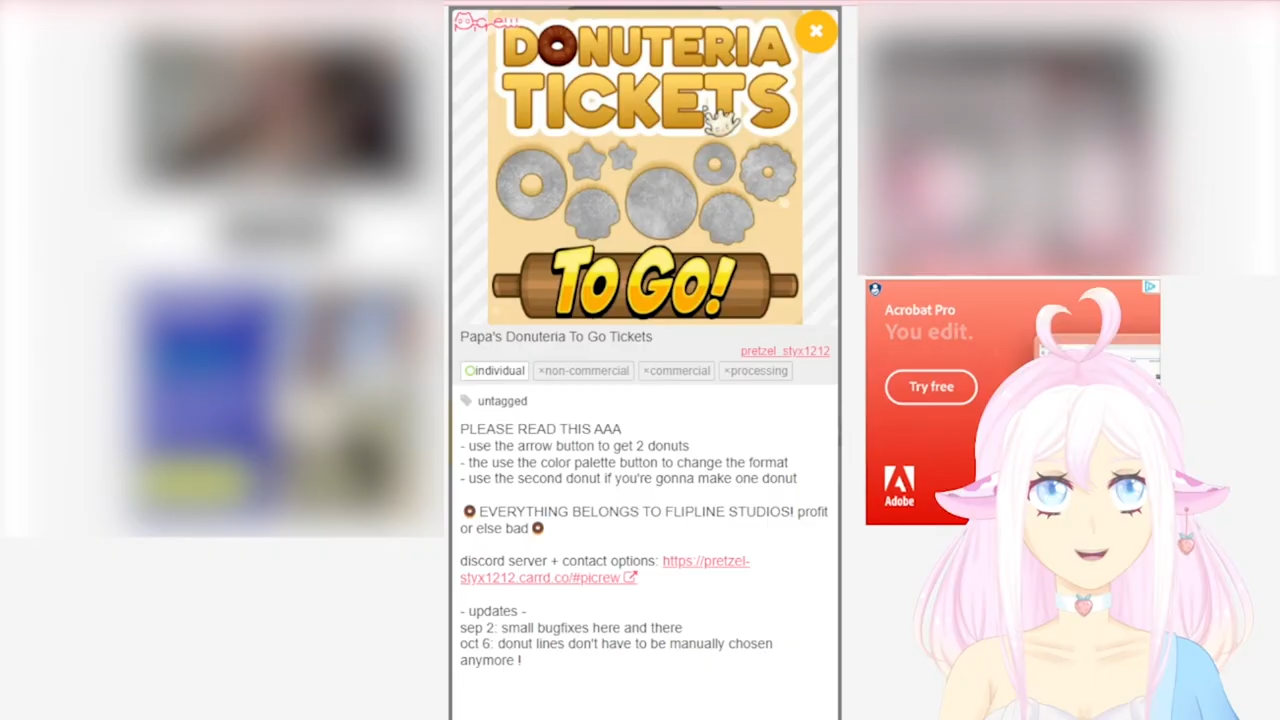 picrew
DONUTERIA
TICKETS
TO GO!
Papa's Donuteria To Go Tickets
pretzel_styx1212
individual ×non-commercial ×commercial ×processing
untagged
PLEASE READ THIS AAA
- use the arrow button to get 2 donuts
- the use the color palette button to change the format
- use the second donut if you're gonna make one donut
EVERYTHING BELONGS TO FLIPLINE STUDIOS! profit
or else bad
discord server + contact options: https://pretzel-
styx1212.carrd.co/#picrew
- updates -
sep 2: small bugfixes here and there
oct 6: donut lines don't have to be manually chosen
anymore !
Acrobat Pro
You edit.
Try free
Adobe